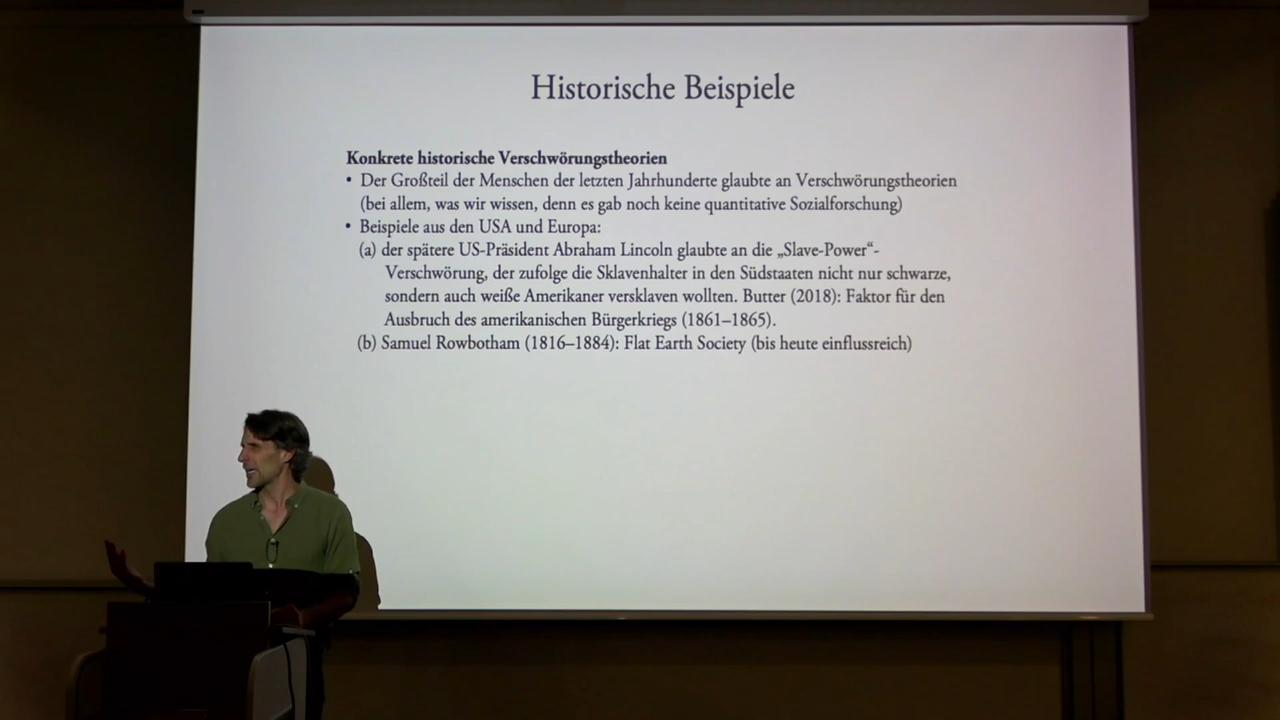 Historische Beispiele
Konkrete historische Verschwörungstheorien
• Der Großteil der Menschen der letzten Jahrhunderte glaubte an Verschwörungstheorien
(bei allem, was wir wissen, denn es gab noch keine quantitative Sozialforschung)
• Beispiele aus den USA und Europa:
(a) der spätere US-Präsident Abraham Lincoln glaubte an die „Slave-Power“-
Verschwörung, der zufolge die Sklavenhalter in den Südstaaten nicht nur schwarze,
sondern auch weiße Amerikaner versklaven wollten. Butter (2018): Faktor für den
Ausbruch des amerikanischen Bürgerkriegs (1861–1865).
(b) Samuel Rowbotham (1816–1884): Flat Earth Society (bis heute einflussreich)